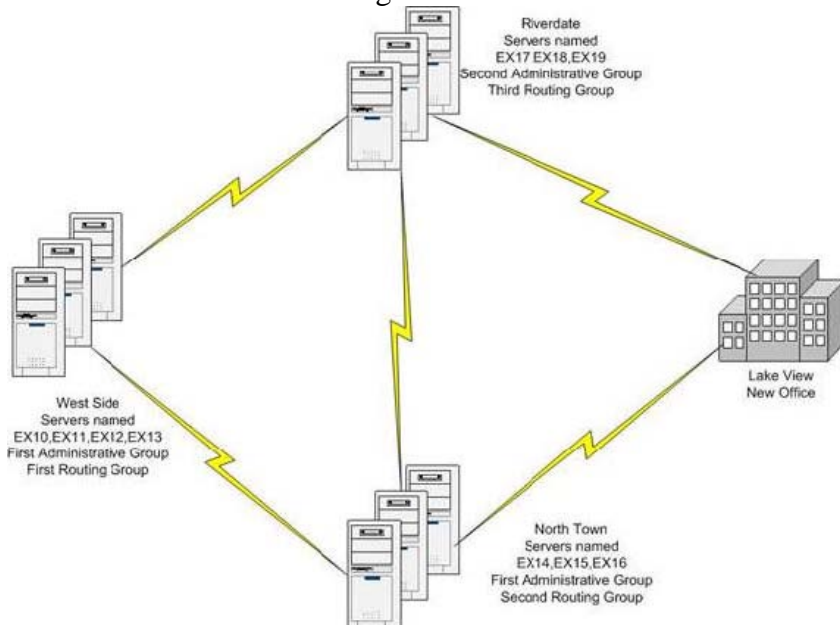 Riverdate
Servers named
EX17 EX18,EX19
Second Administrative Group
Third Routing Group
Lake View
New Office
West Side
Servers named
EX10,EX11,EX12,EX13
First Administrative Group
First Routing Group
North Town
Servers named
EX14,EX15,EX16
First Administrative Group
Second Routing Group